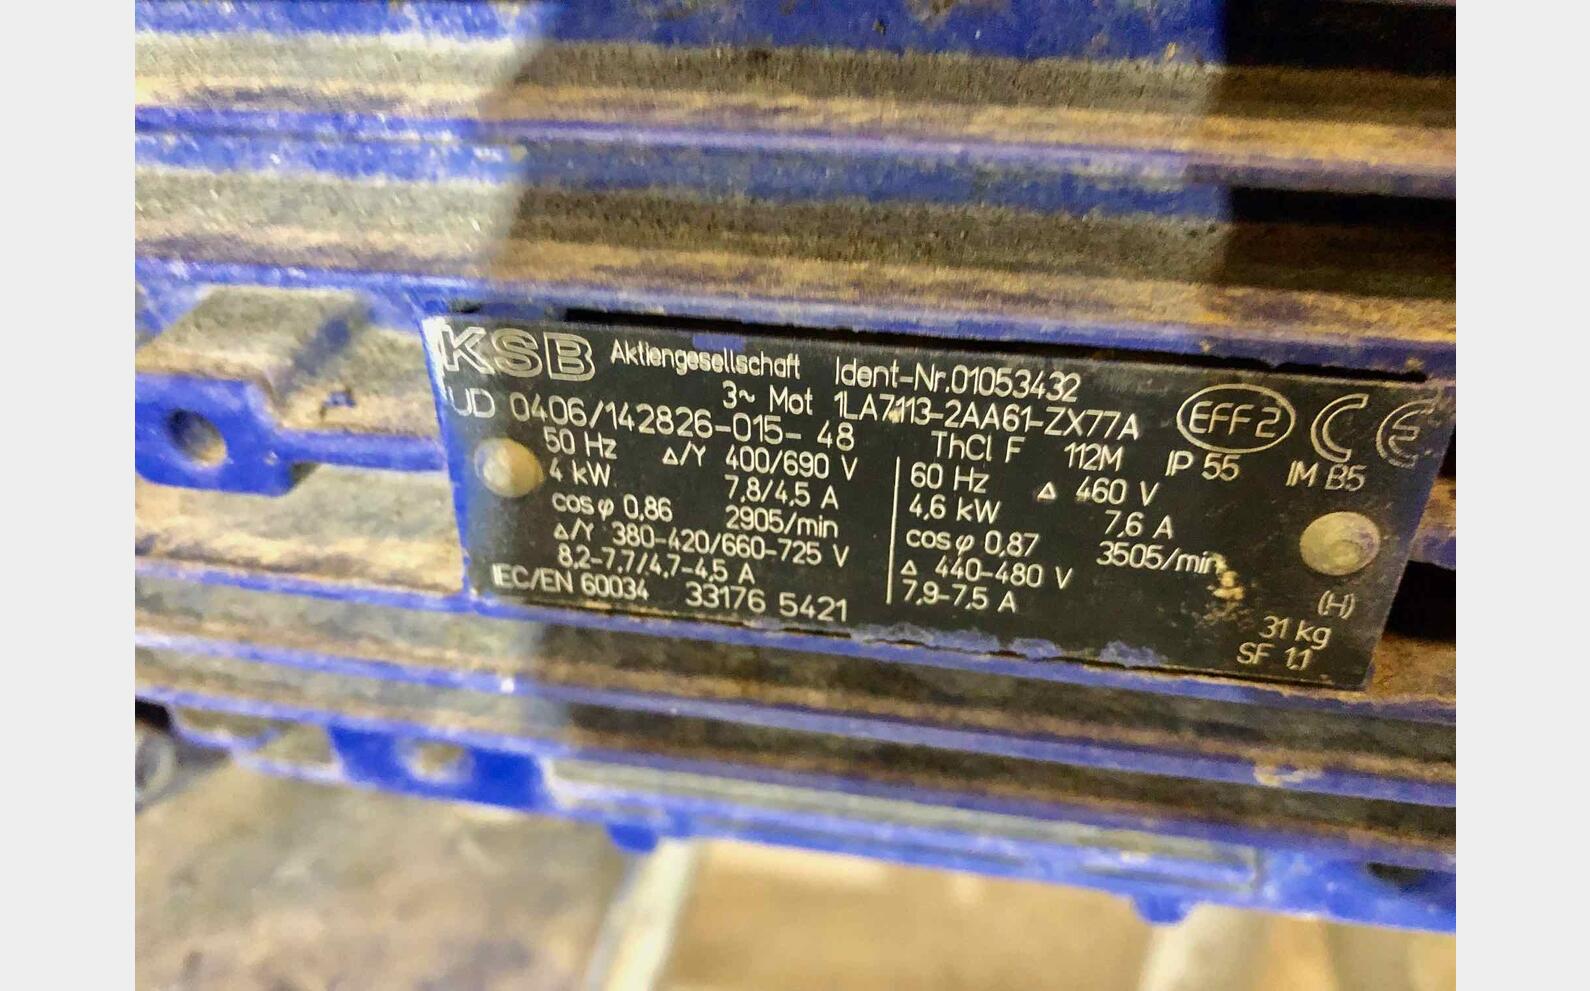 KSB Aktiengesellschaft Ident-Nr.01053432
3~ Mot 1LA7113-2AA61-ZX77A EFF2 CE
UD 0406/142826-015-48 ThCl F 112M IP 55 IM B5
50 Hz Δ/Y 400/690 V
4 kW 7,8/4,5 A
cos φ 0,86 2905/min
Δ/Y 380-420/660-725 V
8,2-7,7/4,7-4,5 A
IEC/EN 60034 33176 5421
60 Hz Δ 460 V
4,6 kW 7,6 A
cos φ 0,87 3505/min
Δ 440-480 V
7,9-7,5 A
(H)
31 kg
SF 1,1